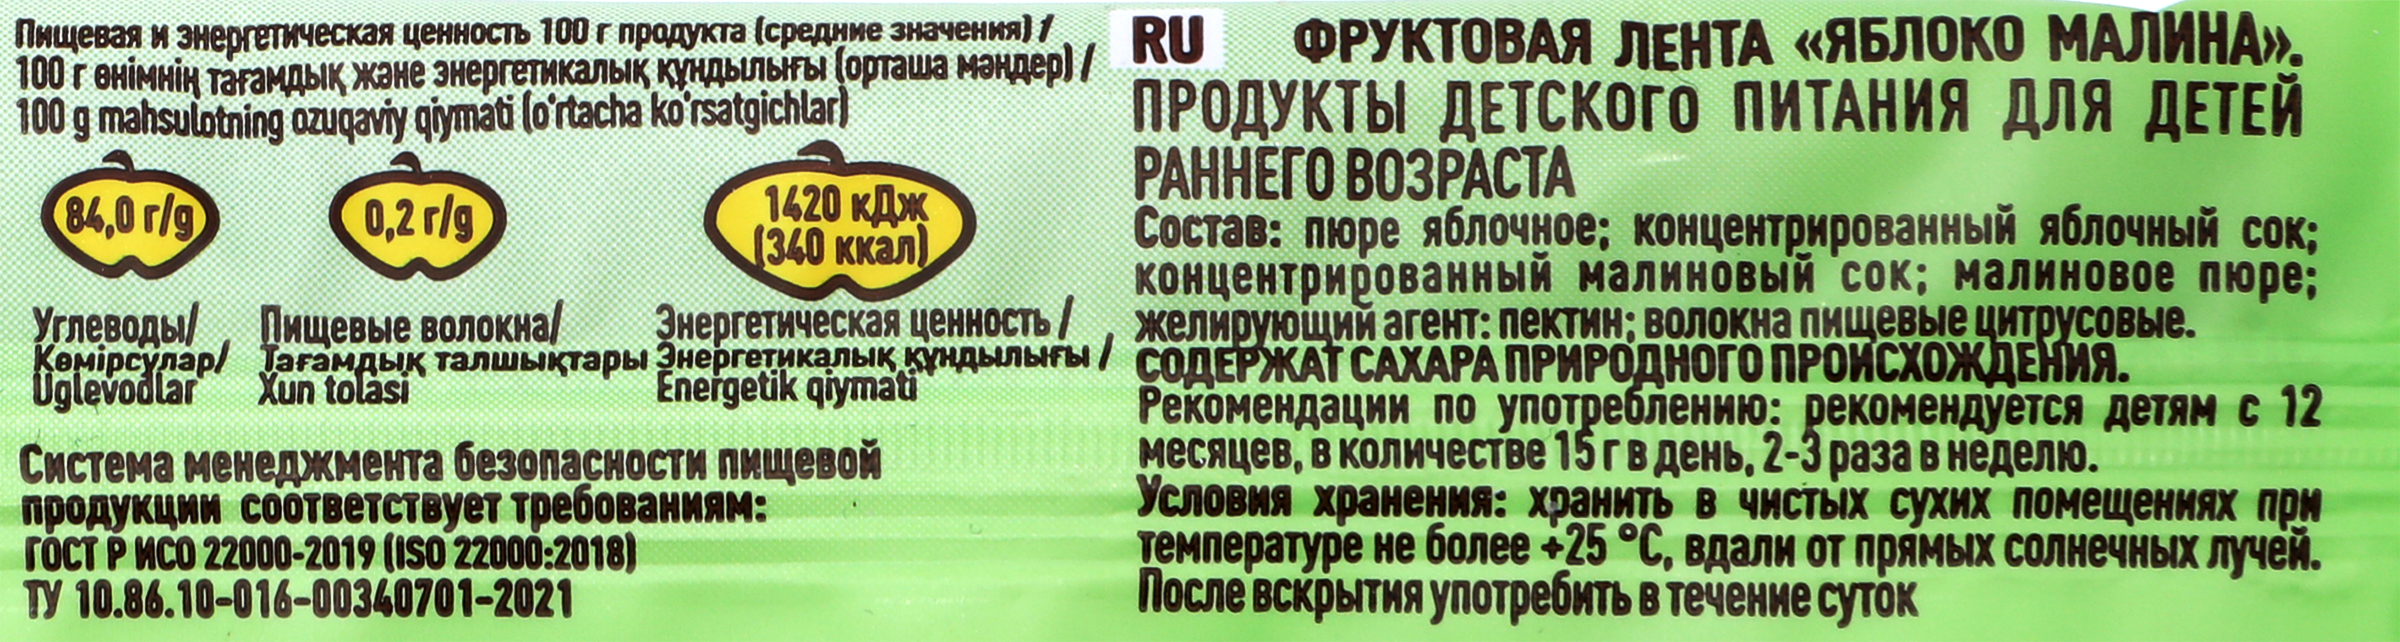 Пищевая и энергетическая ценность 100 г продукта (средние значения) /
100 г өнімнің тағамдық және энергетикалық құндылығы (орташа мәндер) /
100 g mahsulotning ozuqaviy qiymati (o'rtacha ko'rsatgichlar)
84,0 г/g
0,2 г/g
1420 кДж
(340 ккал)
Углеводы/
Көмірсулар/
Uglevodlar
Пищевые волокна/
Тағамдық талшықтары
Xun tolasi
Энергетическая ценность /
Энергетикалық құндылығы /
Energetik qiymati
Система менеджмента безопасности пищевой
продукции соответствует требованиям:
ГОСТ Р ИСО 22000-2019 (ISO 22000:2018)
ТУ 10.86.10-016-00340701-2021
RU ФРУКТОВАЯ ЛЕНТА «ЯБЛОКО МАЛИНА».
ПРОДУКТЫ ДЕТСКОГО ПИТАНИЯ ДЛЯ ДЕТЕЙ
РАННЕГО ВОЗРАСТА
Состав: пюре яблочное; концентрированный яблочный сок;
концентрированный малиновый сок; малиновое пюре;
желирующий агент: пектин; волокна пищевые цитрусовые.
СОДЕРЖАТ САХАРА ПРИРОДНОГО ПРОИСХОЖДЕНИЯ.
Рекомендации по употреблению: рекомендуется детям с 12
месяцев, в количестве 15 г в день, 2-3 раза в неделю.
Условия хранения: хранить в чистых сухих помещениях при
температуре не более +25 °С, вдали от прямых солнечных лучей.
После вскрытия употребить в течение суток